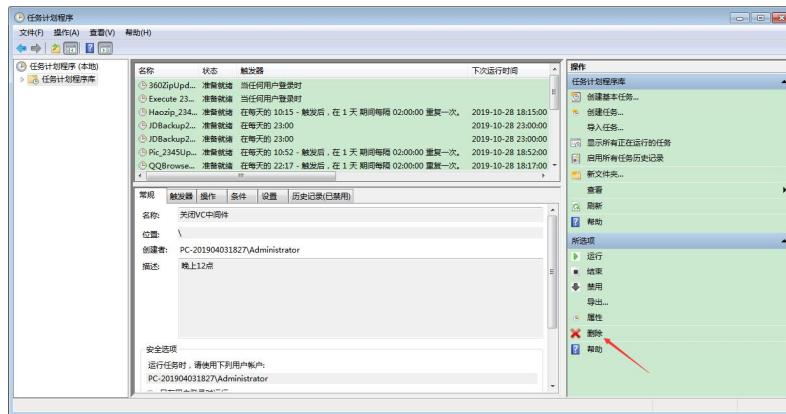 任务计划程序
文件(F) 操作(A) 查看(V) 帮助(H)
任务计划程序 (本地)
任务计划程序库
名称 状态 触发器 下次运行时间
360ZipUpd... 准备就绪 当任何用户登录时
Execute 23... 准备就绪 当任何用户登录时
Haozip_234... 准备就绪 在每天的 10:15 - 触发后，在 1 天 期间每隔 02:00:00 重复一次。 2019-10-28 18:15:00
JDBackup2... 准备就绪 在每天的 23:00 2019-10-28 23:00:00
JDBackup2... 准备就绪 在每天的 23:00 2019-10-28 23:00:00
Pic_2345Up... 准备就绪 在每天的 10:52 - 触发后，在 1 天 期间每隔 02:00:00 重复一次。 2019-10-28 18:52:00
QQBrowse... 准备就绪 在每天的 22:17 - 触发后，在 1 天 期间每隔 02:00:00 重复一次。 2019-10-28 18:17:00
常规 触发器 操作 条件 设置 历史记录(已禁用)
名称: 关闭VC中间件
位置: \
创建者: PC-201904031827\Administrator
描述: 晚上12点
安全选项
运行任务时，请使用下列用户帐户:
PC-201904031827\Administrator
操作
任务计划程序库
创建基本任务...
创建任务...
导入任务...
显示所有正在运行的任务
启用所有任务历史记录
新文件夹...
查看
刷新
帮助
所选项
运行
结束
禁用
导出...
属性
删除
帮助